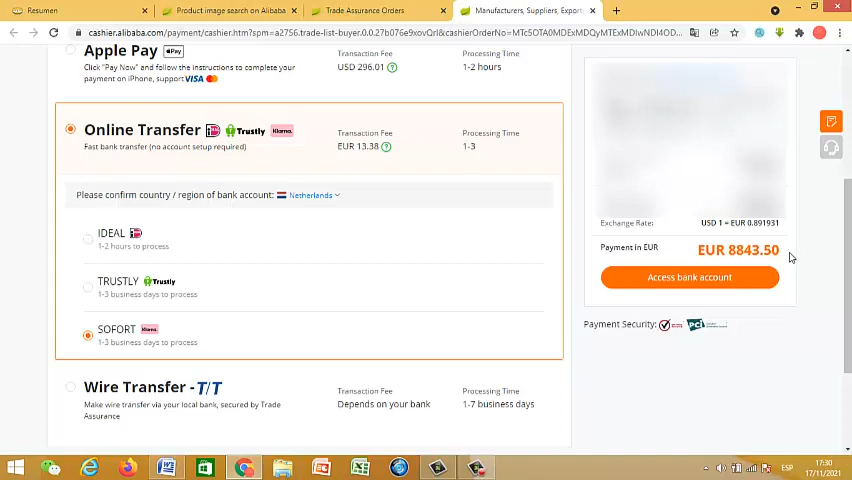 Resumen
Product image search on Alibaba
Trade Assurance Orders
Manufacturers, Suppliers, Export
cashier.alibaba.com/payment/cashier.htm?spm=a2756.trade-list-buyer.0.0.27b076e9xovQrl&cashierOrderNo=MTc5OTA0MDExMDQyMTExMDIwNDI4OD...
Apple Pay Pay
Click "Pay Now" and follow the instructions to complete your
payment on iPhone, support VISA
Transaction Fee
USD 296.01
Processing Time
1-2 hours
Online Transfer Trustly Klarna.
Fast bank transfer (no account setup required)
Transaction Fee
EUR 13.38
Processing Time
1-3
Please confirm country / region of bank account: Netherlands
IDEAL
1-2 hours to process
TRUSTLY Trustly
1-3 business days to process
SOFORT Klarna.
1-3 business days to process
Wire Transfer - T/T
Make wire transfer via your local bank, secured by Trade
Assurance
Transaction Fee
Depends on your bank
Processing Time
1-7 business days
Exchange Rate: USD 1 = EUR 0.891931
Payment in EUR EUR 8843.50
Access bank account
Payment Security: PCI
ESP
17:30
17/11/2021